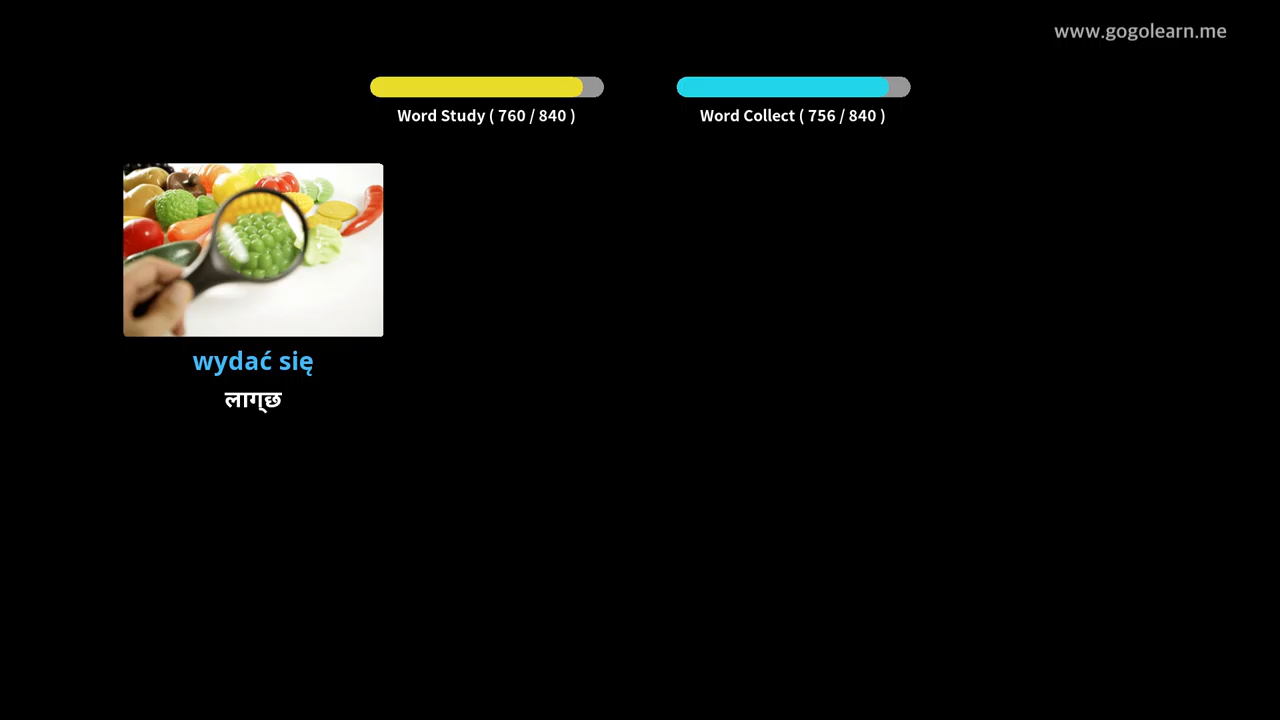 www.gogolearn.me
Word Study ( 760 / 840 )
Word Collect ( 756 / 840 )
wydać się
लाग्छ